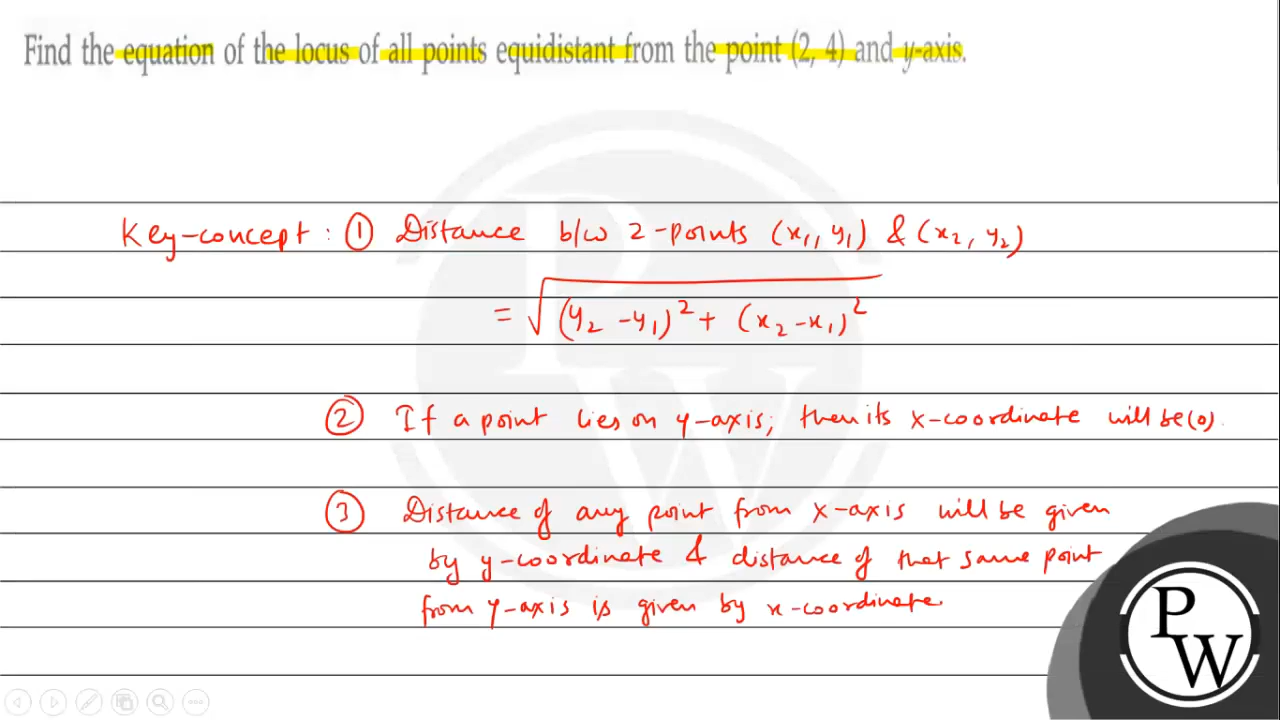 Find the equation of the locus of all points equidistant from the point (2, 4) and y-axis.
Key-concept : ① Distance b/w 2-points (x₁, y₁) & (x₂, y₂)
= √(y₂ - y₁)² + (x₂ - x₁)²
② If a point lies on y-axis; then its x-coordinate will be (0).
③ Distance of any point from x-axis will be given
by y-coordinate & distance of that same point
from y-axis is given by x-coordinate.
P
W
P
W